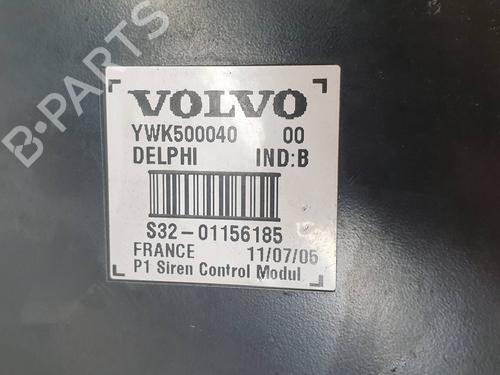 B-PARTS
VOLVO
YWK500040 00
DELPHI IND:B
S32-01156185
FRANCE 11/07/05
P1 Siren Control Modul